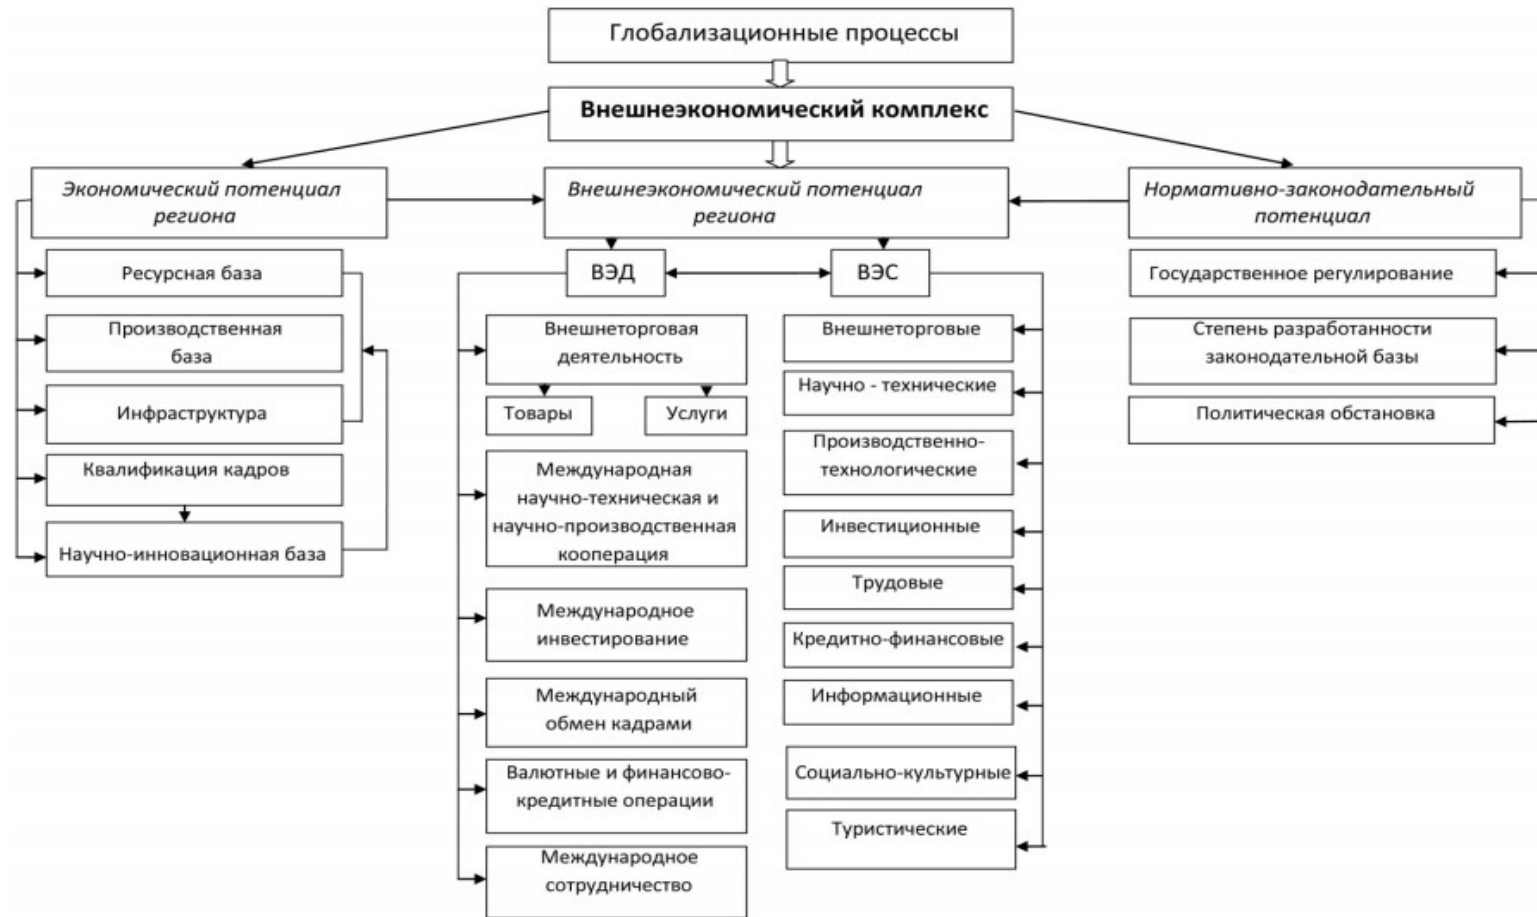 Глобализационные процессы
Внешнеэкономический комплекс
Экономический потенциал
региона
Внешнеэкономический потенциал
региона
Нормативно-законодательный
потенциал
Ресурсная база
Производственная
база
Инфраструктура
Квалификация кадров
Научно-инновационная база
ВЭД
ВЭС
Внешнеторговая
деятельность
Товары
Услуги
Международная
научно-техническая и
научно-производственная
кооперация
Международное
инвестирование
Международный
обмен кадрами
Валютные и финансово-
кредитные операции
Международное
сотрудничество
Внешнеторговые
Научно - технические
Производственно-
технологические
Инвестиционные
Трудовые
Кредитно-финансовые
Информационные
Социально-культурные
Туристические
Государственное регулирование
Степень разработанности
законодательной базы
Политическая обстановка